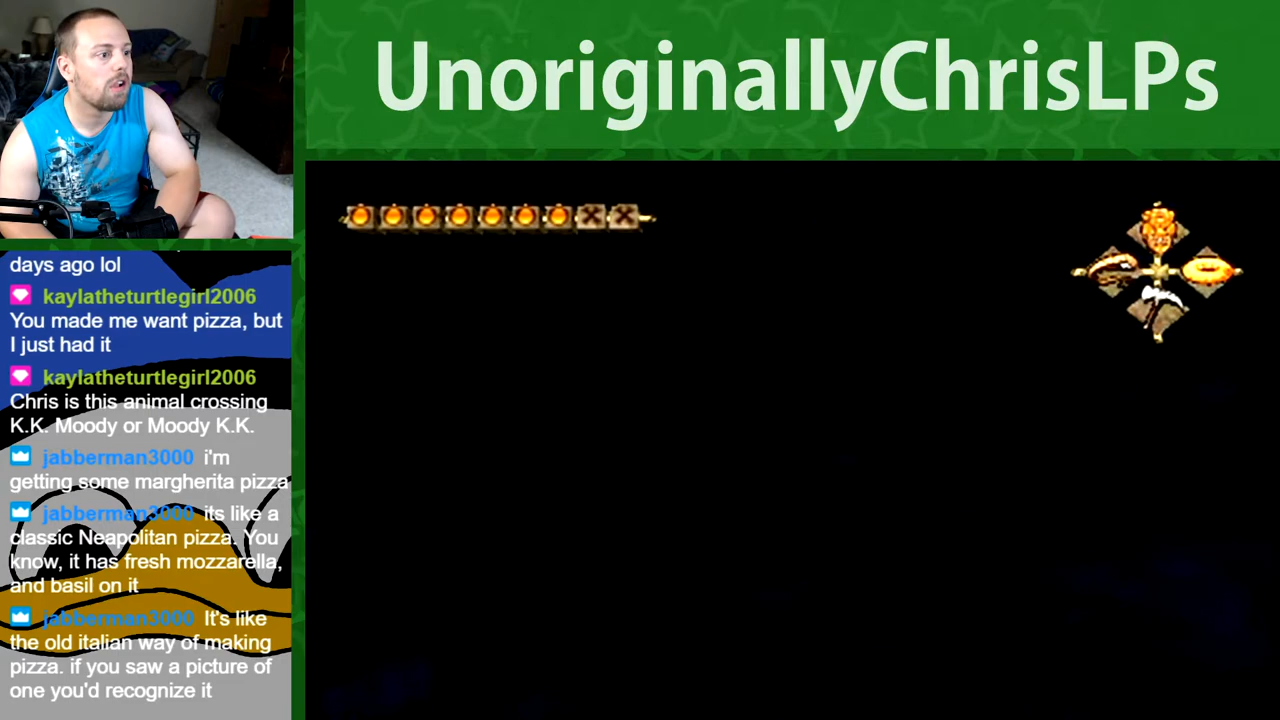 UnoriginallyChrisLPs
days ago lol
kaylatheturtlegirl2006
You made me want pizza, but
I just had it
kaylatheturtlegirl2006
Chris is this animal crossing
K.K. Moody or Moody K.K.
jabberman3000 i'm
getting some margherita pizza
jabberman3000 its like a
classic Neapolitan pizza. You
know, it has fresh mozzarella,
and basil on it
jabberman3000 It's like
the old italian way of making
pizza. if you saw a picture of
one you'd recognize it